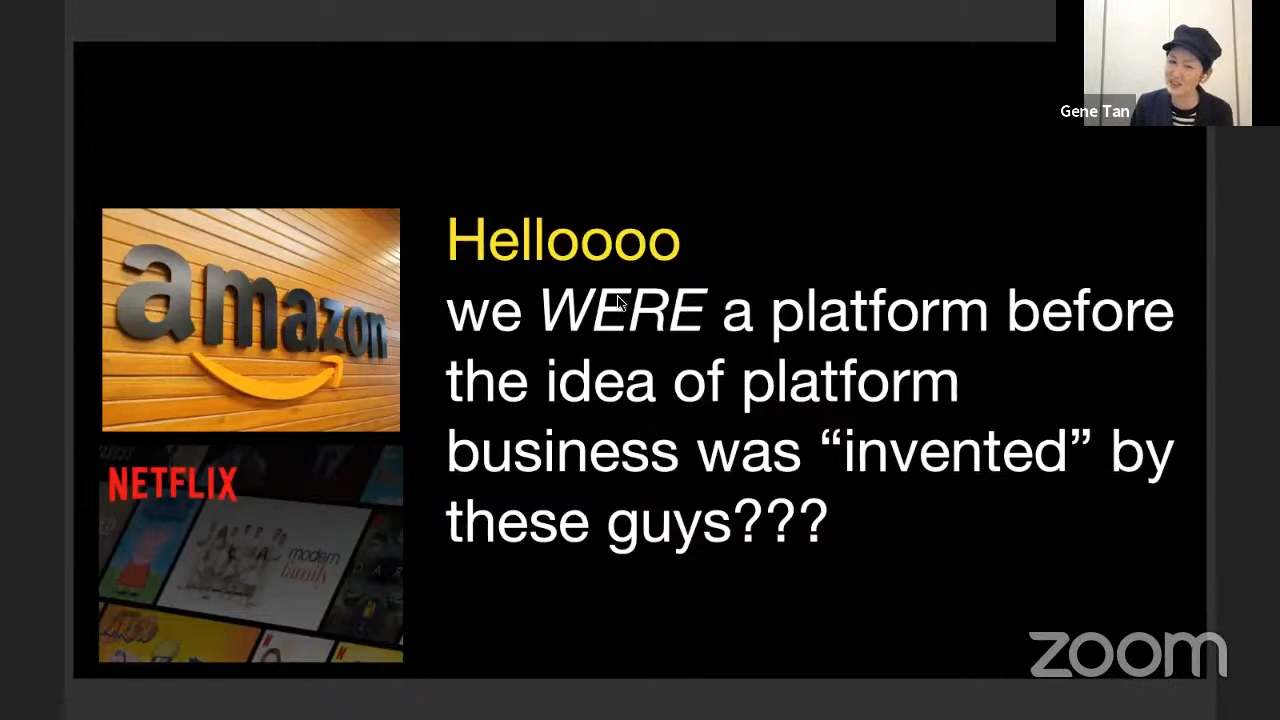 Gene Tan
amazon
Helloooo
we WERE a platform before
the idea of platform
business was “invented” by
these guys???
NETFLIX
modern
family
zoom